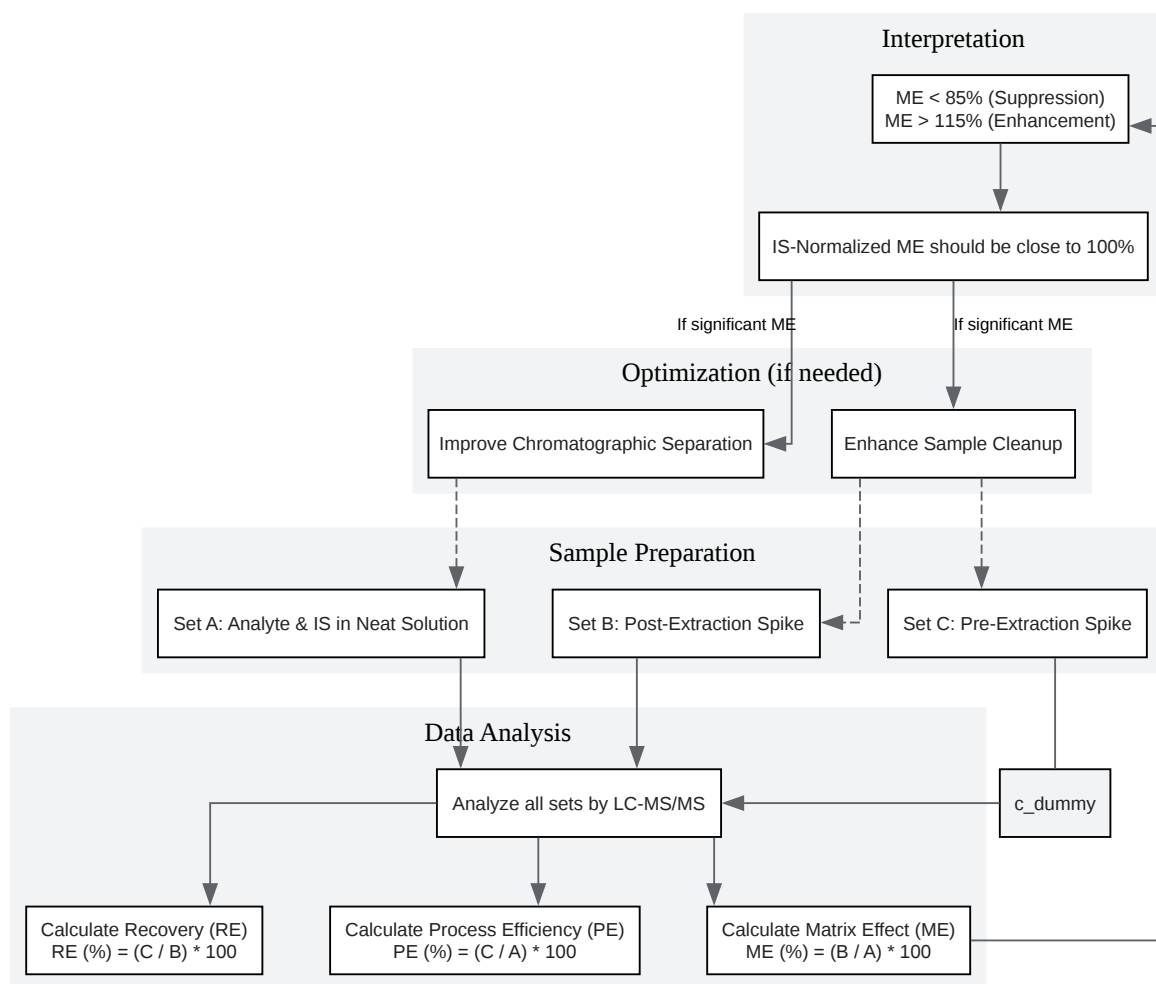 Interpretation
ME < 85% (Suppression)
ME > 115% (Enhancement)
IS-Normalized ME should be close to 100%
If significant ME
If significant ME
Optimization (if needed)
Improve Chromatographic Separation
Enhance Sample Cleanup
Sample Preparation
Set A: Analyte & IS in Neat Solution
Set B: Post-Extraction Spike
Set C: Pre-Extraction Spike
Data Analysis
Analyze all sets by LC-MS/MS
c_dummy
Calculate Recovery (RE)
RE (%) = (C / B) * 100
Calculate Process Efficiency (PE)
PE (%) = (C / A) * 100
Calculate Matrix Effect (ME)
ME (%) = (B / A) * 100